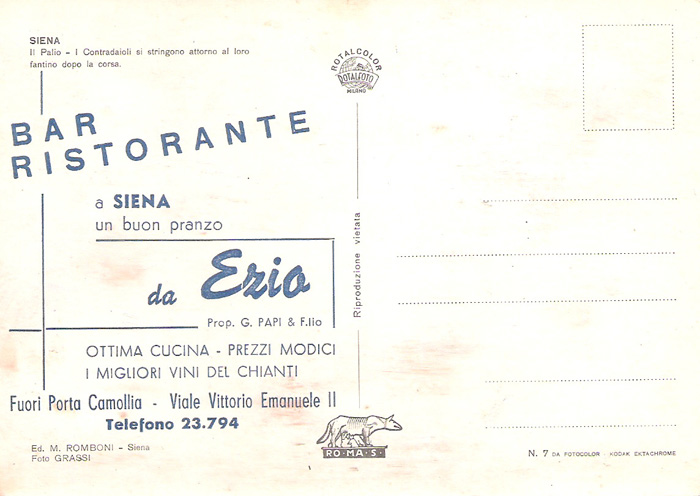 SIENA
Il Palio - I Contradaioli si stringono attorno al loro
fantino dopo la corsa.
BAR
RISTORANTE
a SIENA
un buon pranzo
da Ezio
Prop. G. PAPI & F.lio
OTTIMA CUCINA - PREZZI MODICI
I MIGLIORI VINI DEL CHIANTI
Fuori Porta Camollia - Viale Vittorio Emanuele II
Telefono 23.794
Ed. M. ROMBONI - Siena
Foto GRASSI
ROTALCOLOR
ROTALFOTO
MILANO
Riproduzione vietata
RO·MA·S·
N. 7 DA FOTOCOLOR - KODAK EKTACHROME